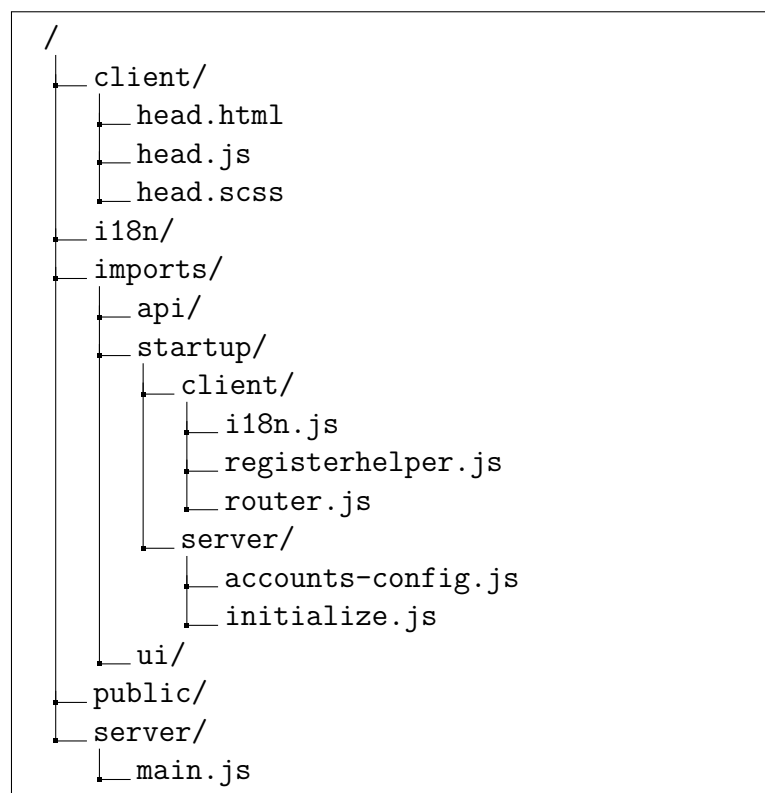 /
client/
head.html
head.js
head.scss
i18n/
imports/
api/
startup/
client/
i18n.js
registerhelper.js
router.js
server/
accounts-config.js
initialize.js
ui/
public/
server/
main.js